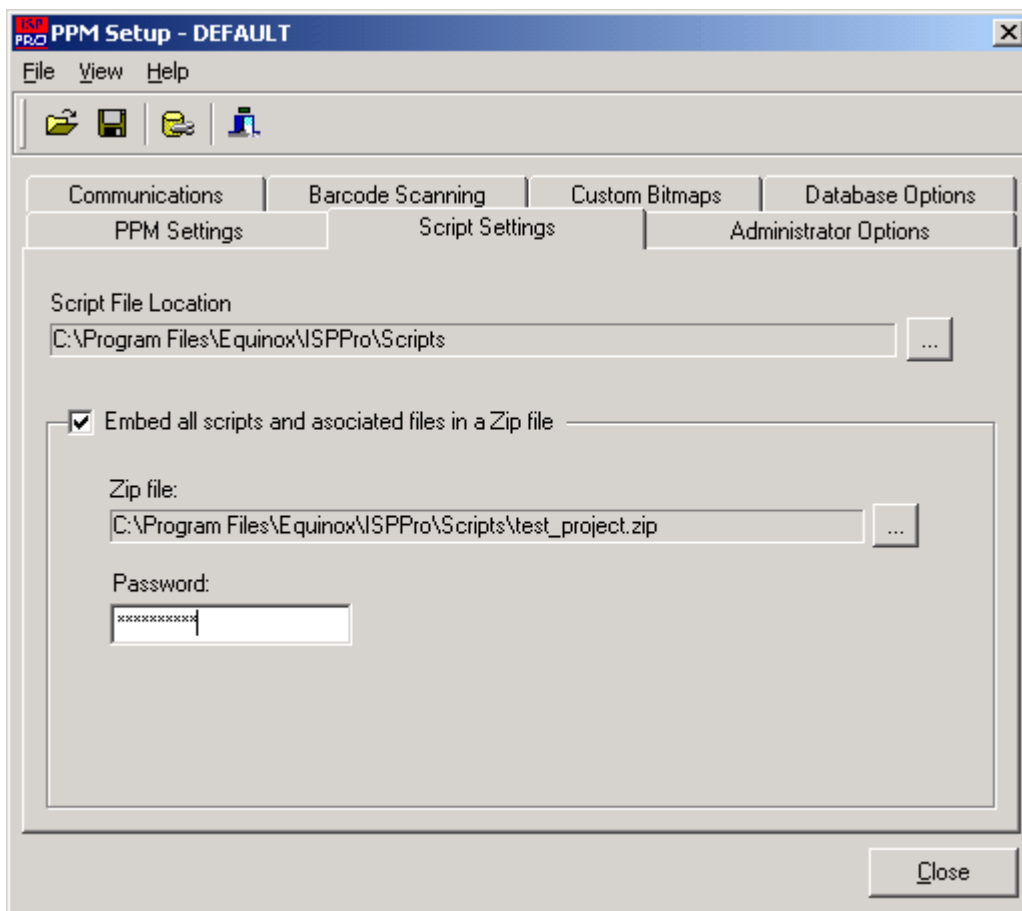 ISP
PRO PPM Setup - DEFAULT
File View Help
Communications Barcode Scanning Custom Bitmaps Database Options
PPM Settings Script Settings Administrator Options
Script File Location
C:\Program Files\Equinox\ISPPro\Scripts ...
Embed all scripts and asociated files in a Zip file
Zip file:
C:\Program Files\Equinox\ISPPro\Scripts\test_project.zip ...
Password:
××××××××××
Close